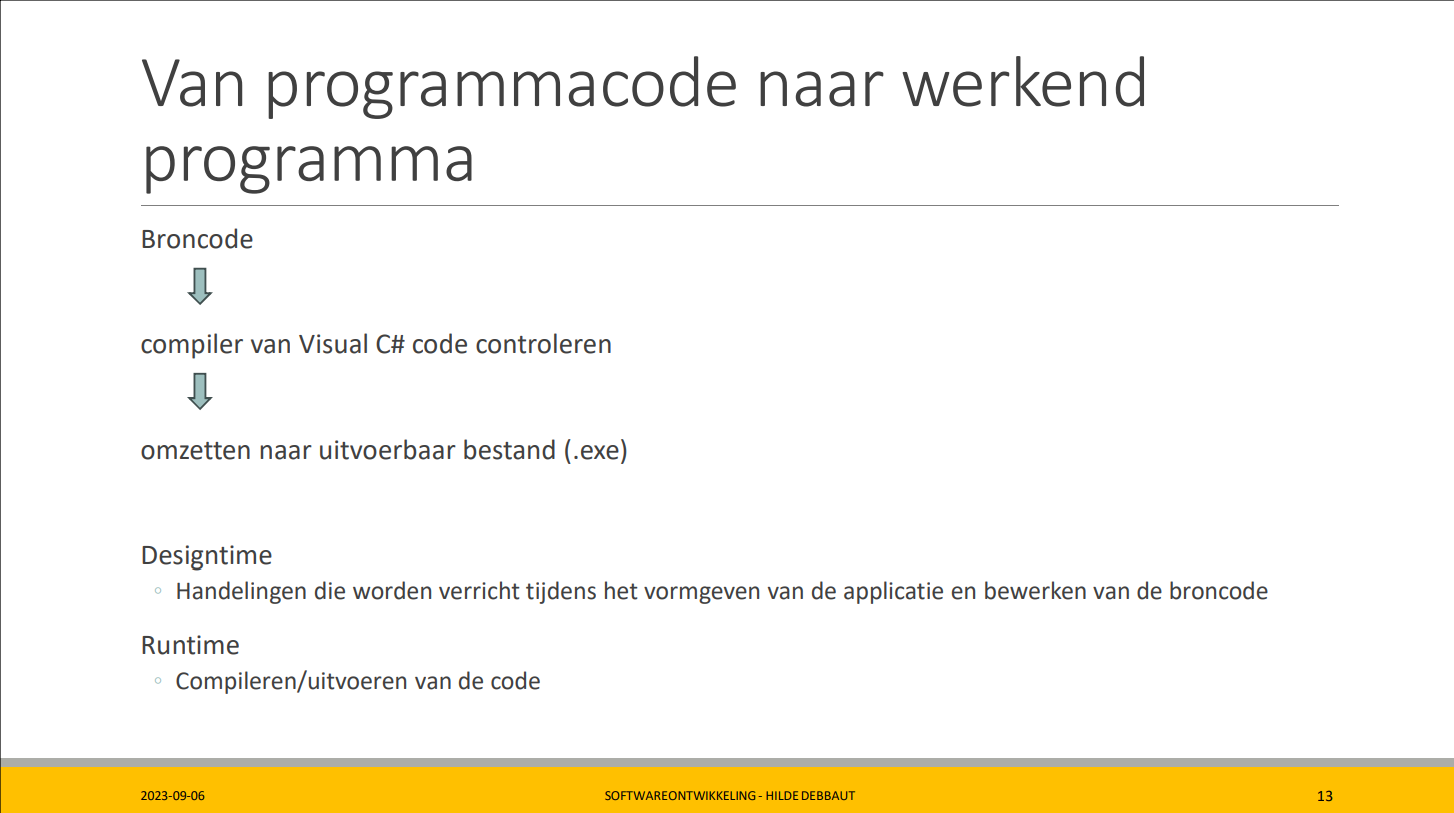 Van programmacode naar werkend
programma
Broncode
compiler van Visual C# code controleren
omzetten naar uitvoerbaar bestand (.exe)
Designtime
◦ Handelingen die worden verricht tijdens het vormgeven van de applicatie en bewerken van de broncode
Runtime
◦ Compileren/uitvoeren van de code
2023-09-06 SOFTWAREONTWIKKELING - HILDE DEBBAUT 13